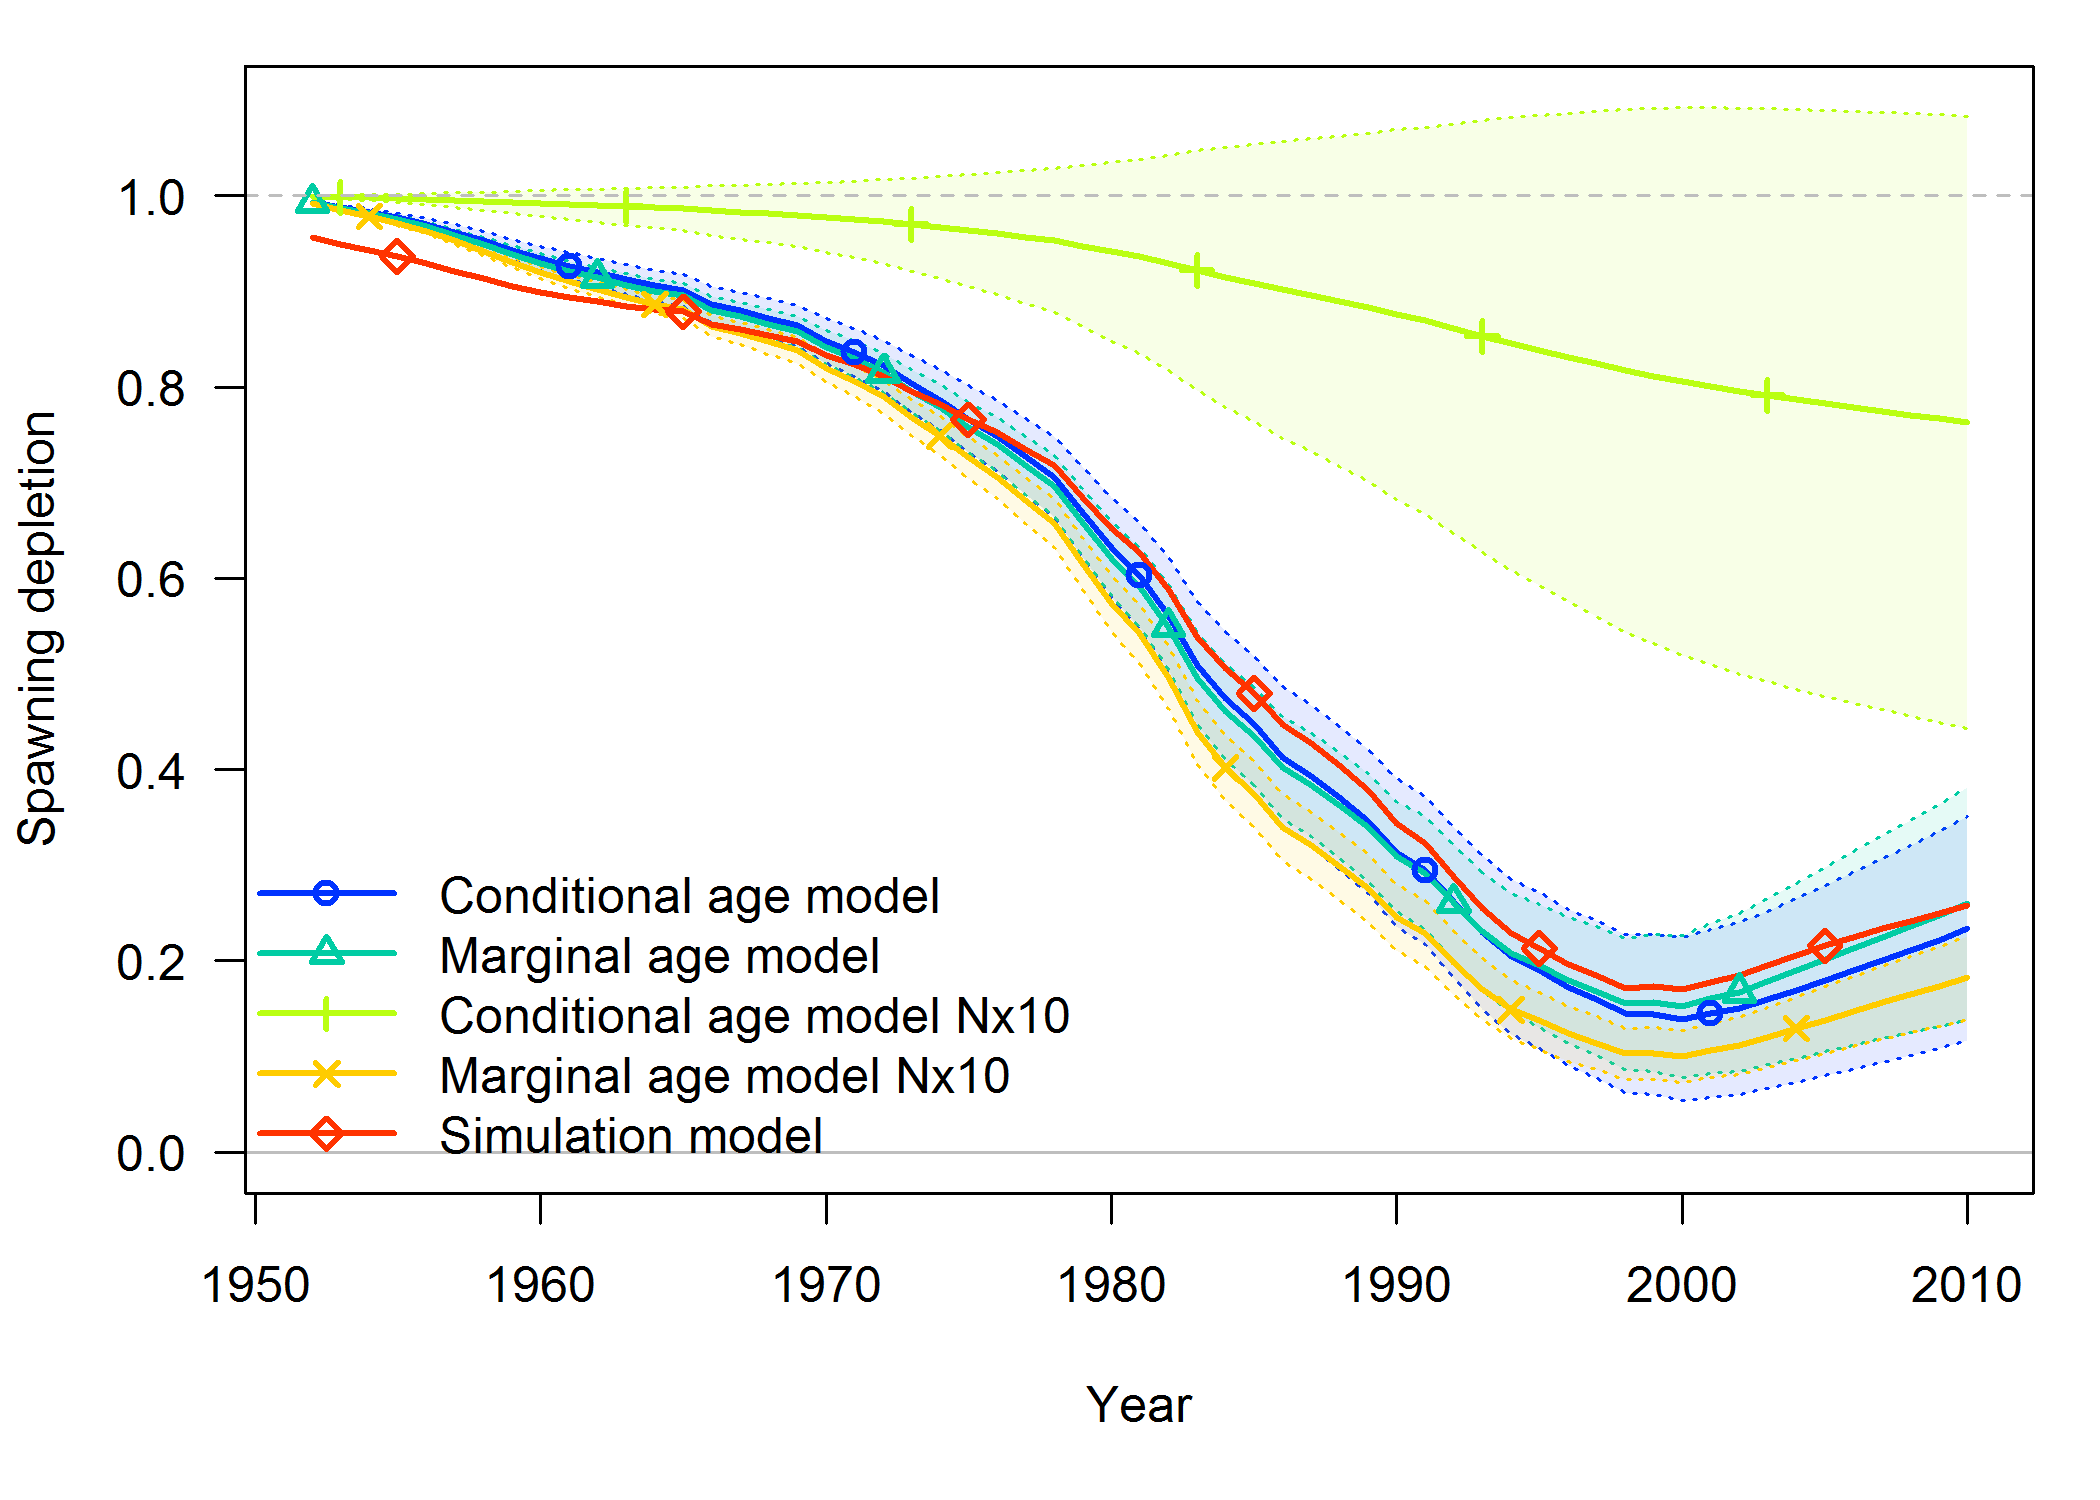 Spawning depletion
1.0
0.8
0.6
0.4
0.2
0.0
Conditional age model
Marginal age model
Conditional age model Nx10
Marginal age model Nx10
Simulation model
1950 1960 1970 1980 1990 2000 2010
Year